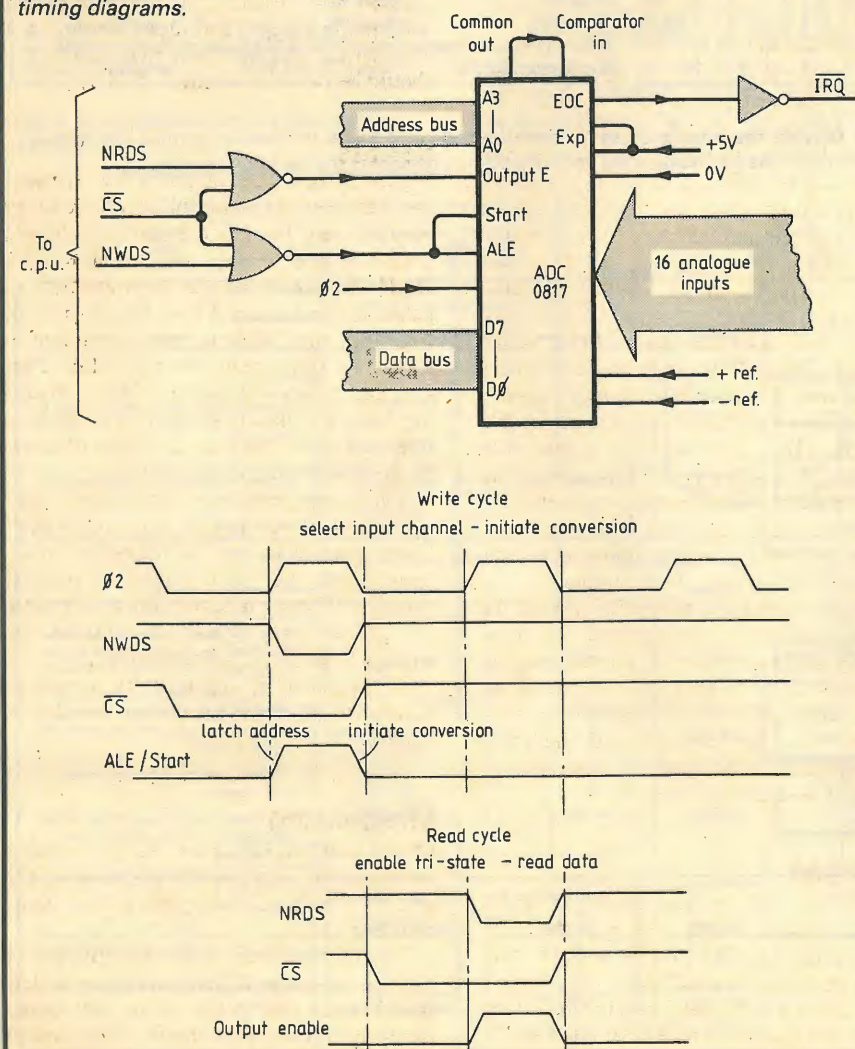 timing diagrams.
Common out
Comparator in
A3
A0
Address bus
EOC
IRQ
Exp
+5V
0V
NRDS
Output E
CS
Start
To c.p.u.
NWDS
ALE
ADC 0817
16 analogue inputs
ø2
D7
Data bus
Dø
+ ref.
– ref.
Write cycle
select input channel – initiate conversion
ø2
NWDS
CS
latch address
initiate conversion
ALE / Start
Read cycle
enable tri-state – read data
NRDS
CS
Output enable